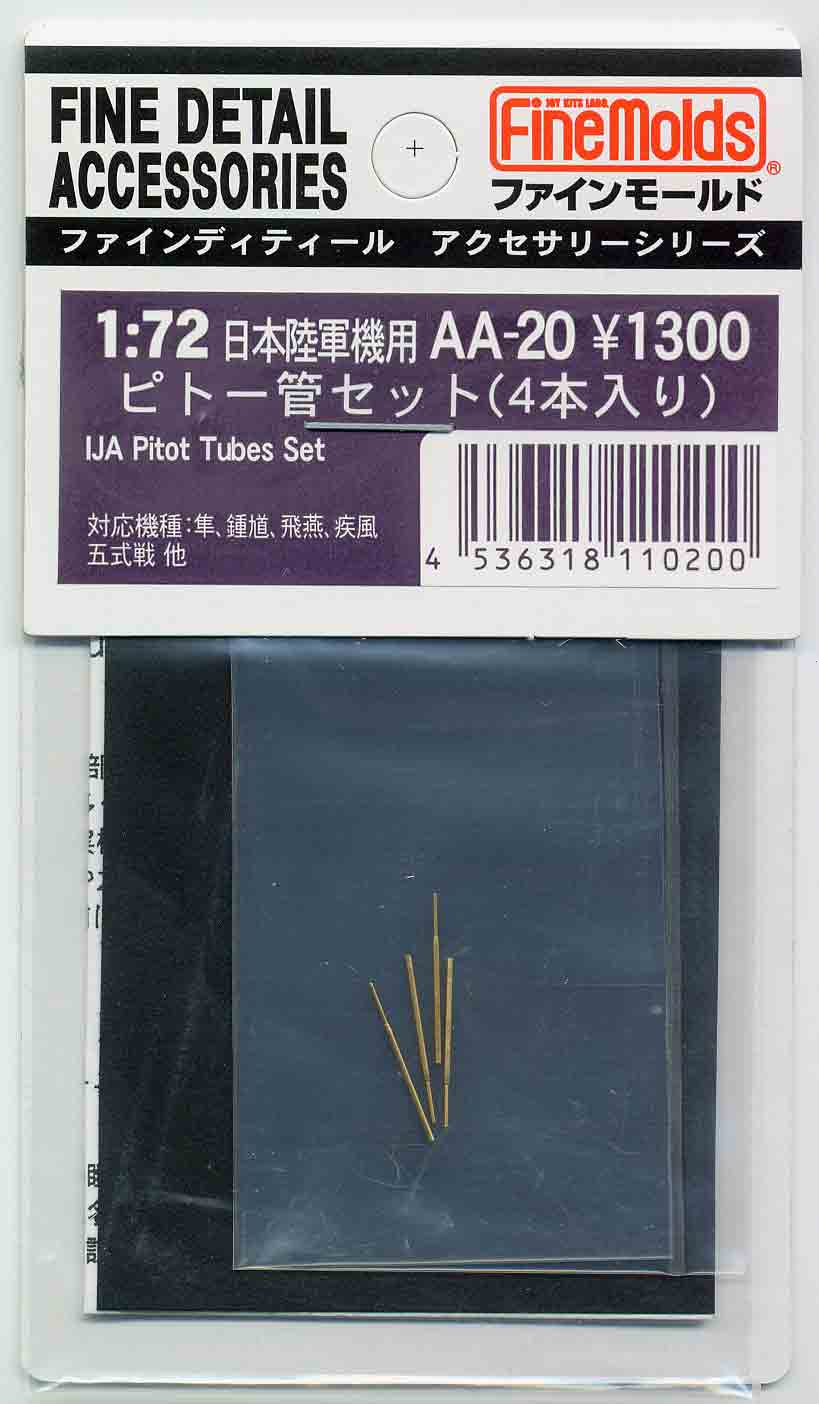 FINE DETAIL
ACCESSORIES
JOY KITS LABO.
FineMolds
®
ファインモールド
ファインディティール アクセサリーシリーズ
1:72 日本陸軍機用 AA-20 ¥1300
ピトー管セット(4本入り)
IJA Pitot Tubes Set
対応機種:隼、鍾馗、飛燕、疾風
五式戦 他
4 536318 110200